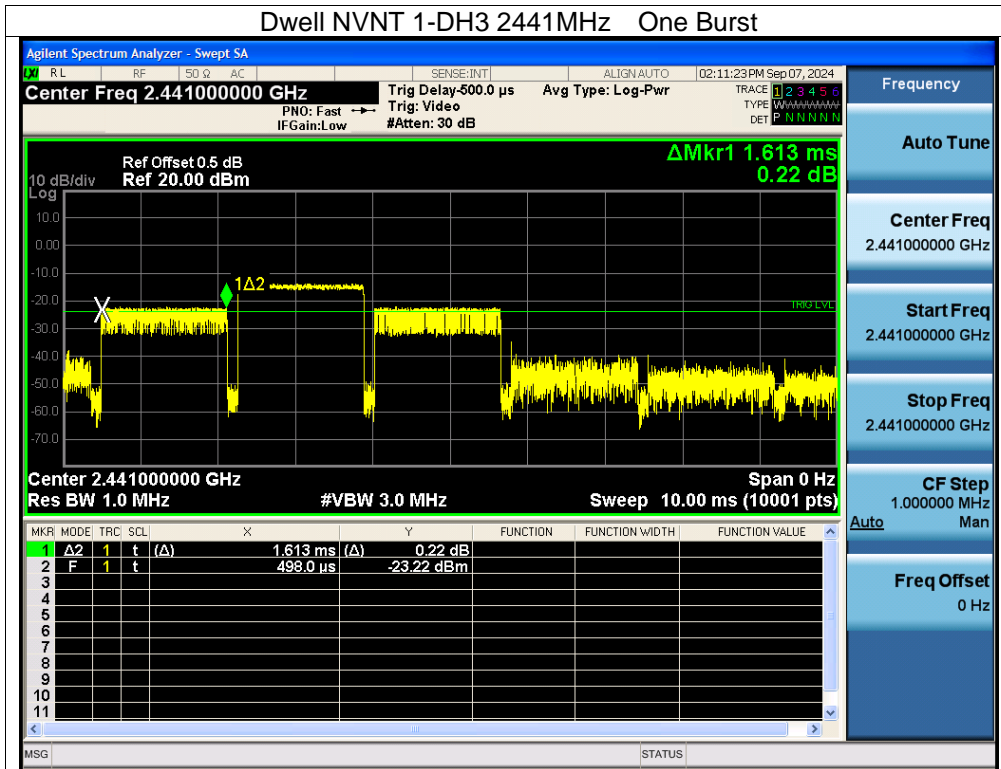 Dwell NVNT 1-DH3 2441MHz One Burst
Agilent Spectrum Analyzer - Swept SA
LXI RL RF 50 Ω AC SENSE:INT ALIGN AUTO 02:11:23 PM Sep 07, 2024
Center Freq 2.441000000 GHz
PNO: Fast
IFGain:Low
Trig Delay-500.0 µs
Trig: Video
#Atten: 30 dB
Avg Type: Log-Pwr
TRACE 1 2 3 4 5 6
TYPE WWWWWW
DET P N N N N N
Frequency
Auto Tune
Center Freq
2.441000000 GHz
Start Freq
2.441000000 GHz
Stop Freq
2.441000000 GHz
CF Step
1.000000 MHz
Auto Man
Freq Offset
0 Hz
ΔMkr1 1.613 ms
0.22 dB
Ref Offset 0.5 dB
10 dB/div Ref 20.00 dBm
Log
10.0
0.00
-10.0
-20.0
-30.0
-40.0
-50.0
-60.0
-70.0
1Δ2
TRIG LVL
Center 2.441000000 GHz Span 0 Hz
Res BW 1.0 MHz #VBW 3.0 MHz Sweep 10.00 ms (10001 pts)
MKR MODE TRC SCL X Y FUNCTION FUNCTION WIDTH FUNCTION VALUE
1 Δ2 1 t (Δ) 1.613 ms (Δ) 0.22 dB
2 F 1 t 498.0 µs -23.22 dBm
3
4
5
6
7
8
9
10
11
MSG STATUS